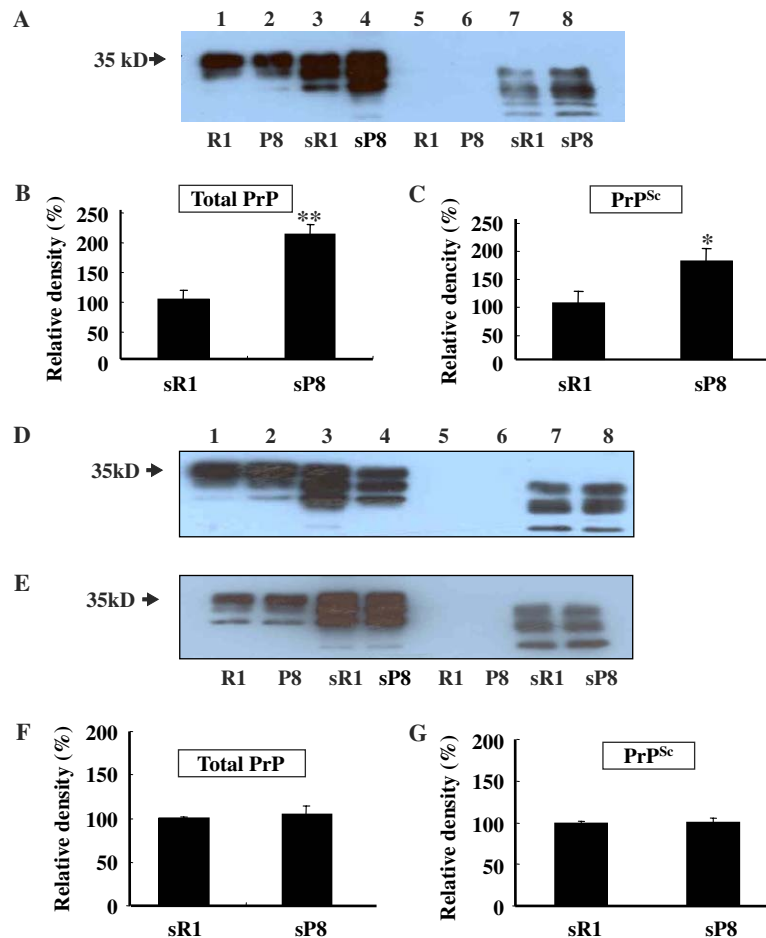 A 1 2 3 4 5 6 7 8
35 kD
R1 P8 sR1 sP8 R1 P8 sR1 sP8
B Total PrP
Relative density (%)
250
200
150
100
50
0
**
sR1 sP8
C PrPSc
Relative dencity (%)
250
200
150
100
50
0
*
sR1 sP8
D 1 2 3 4 5 6 7 8
35kD
E
35kD
R1 P8 sR1 sP8 R1 P8 sR1 sP8
F Total PrP
Relative density (%)
200
150
100
50
0
sR1 sP8
G PrPSc
Relative density (%)
200
150
100
50
0
sR1 sP8